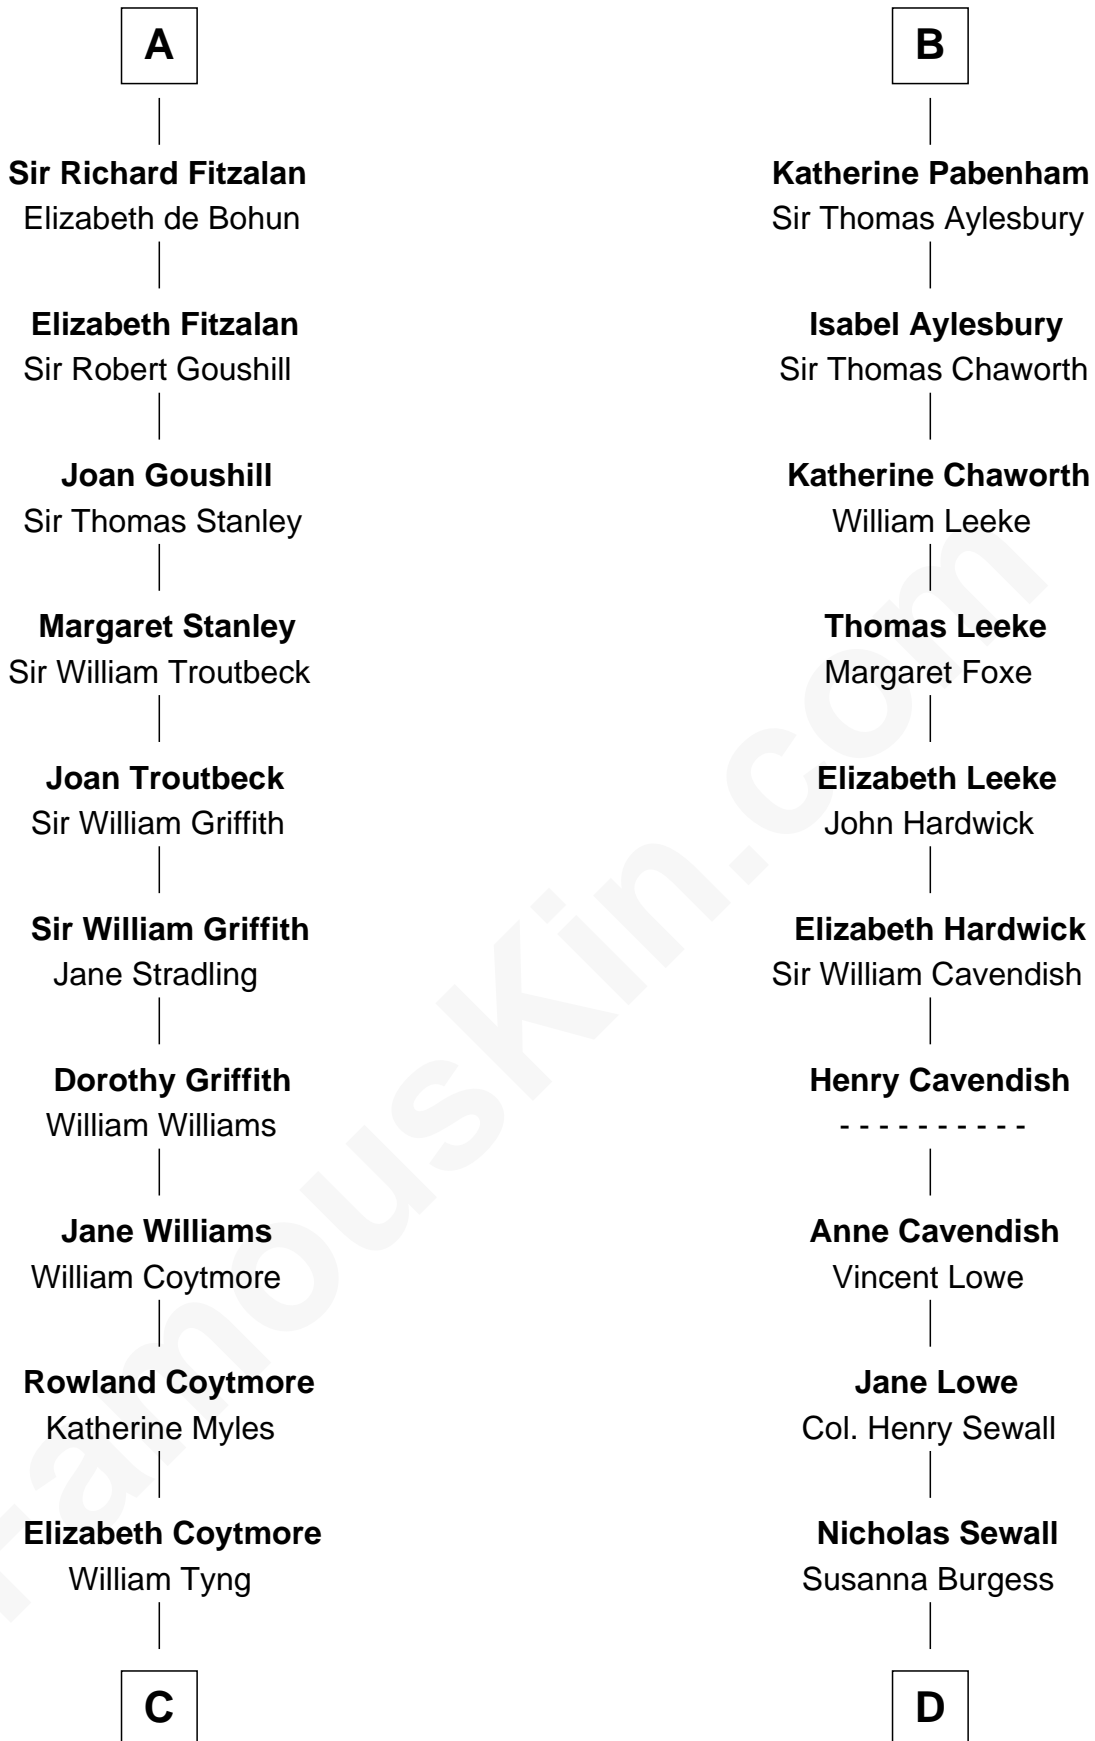 A
Sir Richard Fitzalan
Elizabeth de Bohun
Elizabeth Fitzalan
Sir Robert Goushill
Joan Goushill
Sir Thomas Stanley
Margaret Stanley
Sir William Troutbeck
Joan Troutbeck
Sir William Griffith
Sir William Griffith
Jane Stradling
Dorothy Griffith
William Williams
Jane Williams
William Coytmore
Rowland Coytmore
Katherine Myles
Elizabeth Coytmore
William Tyng
C
B
Katherine Pabenham
Sir Thomas Aylesbury
Isabel Aylesbury
Sir Thomas Chaworth
Katherine Chaworth
William Leeke
Thomas Leeke
Margaret Foxe
Elizabeth Leeke
John Hardwick
Elizabeth Hardwick
Sir William Cavendish
Henry Cavendish
- - - - - - - - - -
Anne Cavendish
Vincent Lowe
Jane Lowe
Col. Henry Sewall
Nicholas Sewall
Susanna Burgess
D
FamousKin.com